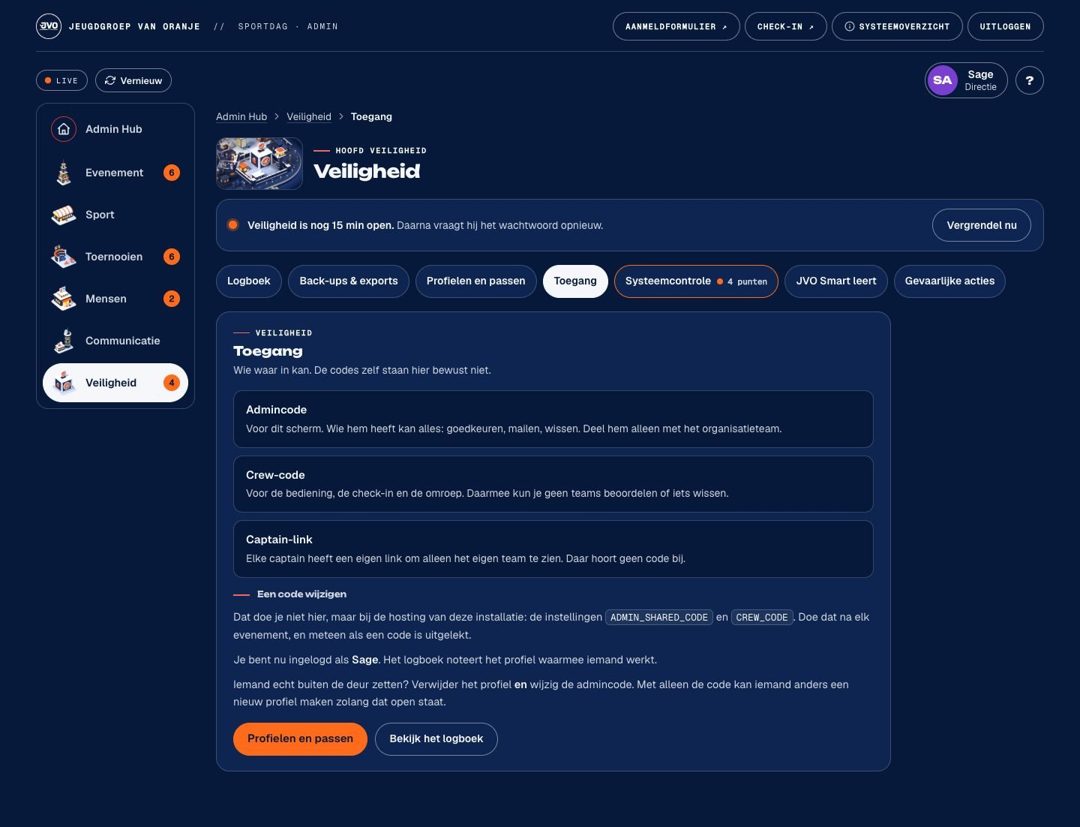 JVO JEUGDGROEP VAN ORANJE // SPORTDAG · ADMIN
AANMELDFORMULIER ↗
CHECK-IN ↗
SYSTEEMOVERZICHT
UITLOGGEN
LIVE
Vernieuw
SA
Sage
Directie
?
Admin Hub
Evenement 6
Sport
Toernooien 6
Mensen 2
Communicatie
Veiligheid 4
Admin Hub > Veiligheid > Toegang
HOOFD VEILIGHEID
Veiligheid
Veiligheid is nog 15 min open. Daarna vraagt hij het wachtwoord opnieuw.
Vergrendel nu
Logboek
Back-ups & exports
Profielen en passen
Toegang
Systeemcontrole 4 punten
JVO Smart leert
Gevaarlijke acties
VEILIGHEID
Toegang
Wie waar in kan. De codes zelf staan hier bewust niet.
Admincode
Voor dit scherm. Wie hem heeft kan alles: goedkeuren, mailen, wissen. Deel hem alleen met het organisatieteam.
Crew-code
Voor de bediening, de check-in en de omroep. Daarmee kun je geen teams beoordelen of iets wissen.
Captain-link
Elke captain heeft een eigen link om alleen het eigen team te zien. Daar hoort geen code bij.
Een code wijzigen
Dat doe je niet hier, maar bij de hosting van deze installatie: de instellingen ADMIN_SHARED_CODE en CREW_CODE. Doe dat na elk
evenement, en meteen als een code is uitgelekt.
Je bent nu ingelogd als Sage. Het logboek noteert het profiel waarmee iemand werkt.
Iemand echt buiten de deur zetten? Verwijder het profiel en wijzig de admincode. Met alleen de code kan iemand anders een
nieuw profiel maken zolang dat open staat.
Profielen en passen
Bekijk het logboek